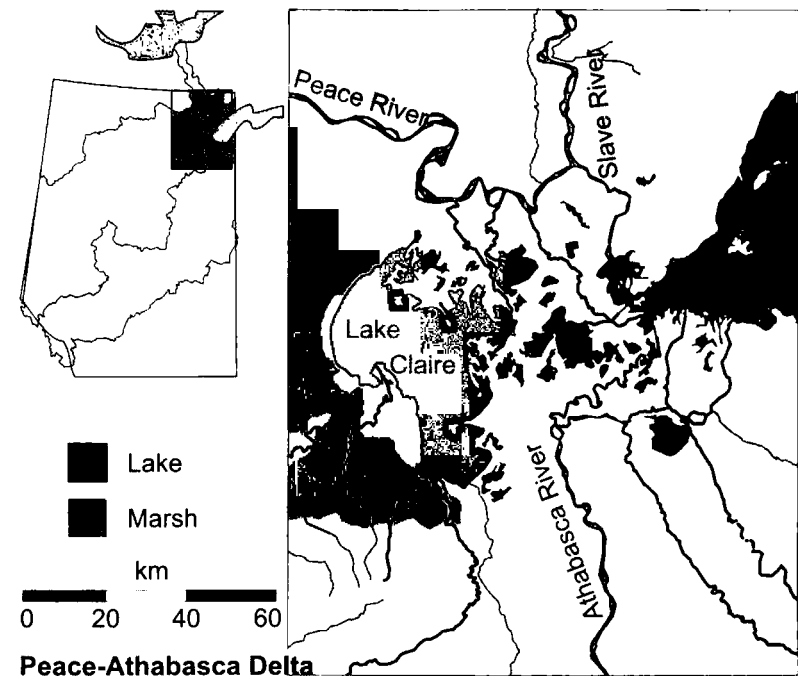 Peace River
Slave River
Lake
Claire
Athabasca River
Lake
Marsh
km
0 20 40 60
Peace-Athabasca Delta